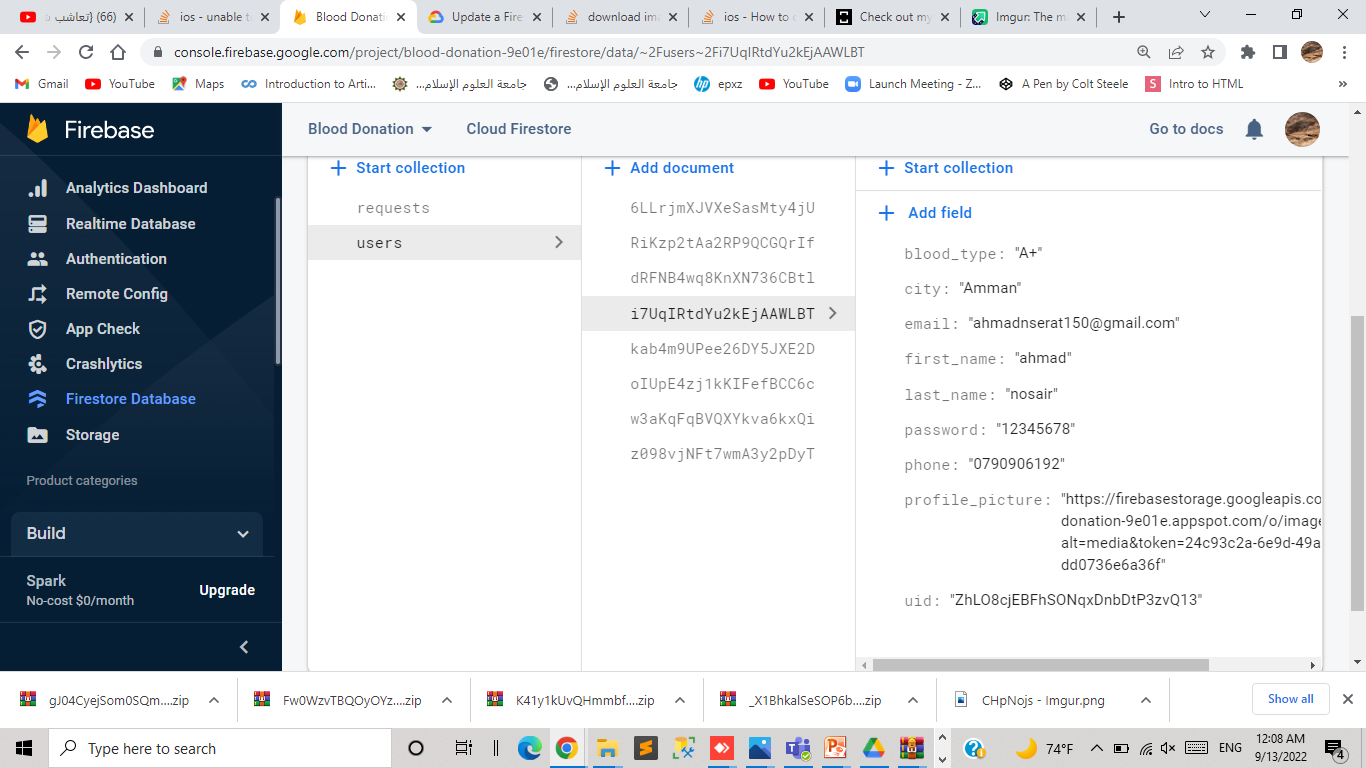 (66) {تعاشب ت
ios - unable t
Blood Donati
Update a Fire
download ima
ios - How to c
Check out my
Imgur: The m
console.firebase.google.com/project/blood-donation-9e01e/firestore/data/~2Fusers~2Fi7UqIRtdYu2kEjAAWLBT
Gmail
YouTube
Maps
Introduction to Arti...
جامعة العلوم الإسلام...
جامعة العلوم الإسلام...
epxz
YouTube
Launch Meeting - Z...
A Pen by Colt Steele
Intro to HTML
Firebase
Blood Donation
Cloud Firestore
Go to docs
Analytics Dashboard
Realtime Database
Authentication
Remote Config
App Check
Crashlytics
Firestore Database
Storage
Product categories
Build
Spark
No-cost $0/month
Upgrade
Start collection
requests
users
Add document
6LLrjmXJVXeSasMty4jU
RiKzp2tAa2RP9QCGQrIf
dRFNB4wq8KnXN736CBtl
i7UqIRtdYu2kEjAAWLBT
kab4m9UPee26DY5JXE2D
oIUpE4zj1kKIFefBCC6c
w3aKqFqBVQXYkva6kxQi
z098vjNFt7wmA3y2pDyT
Start collection
Add field
blood_type: "A+"
city: "Amman"
email: "ahmadnserat150@gmail.com"
first_name: "ahmad"
last_name: "nosair"
password: "12345678"
phone: "0790906192"
profile_picture: "https://firebasestorage.googleapis.co
donation-9e01e.appspot.com/o/image
alt=media&token=24c93c2a-6e9d-49a
dd0736e6a36f"
uid: "ZhLO8cjEBFhSONqxDnbDtP3zvQ13"
gJ04CyejSom0SQm....zip
Fw0WzvTBQOyOYz....zip
K41y1kUvQHmmbf....zip
_X1BhkalSeSOP6b....zip
CHpNojs - Imgur.png
Show all
Type here to search
74°F
ENG
12:08 AM
9/13/2022
4